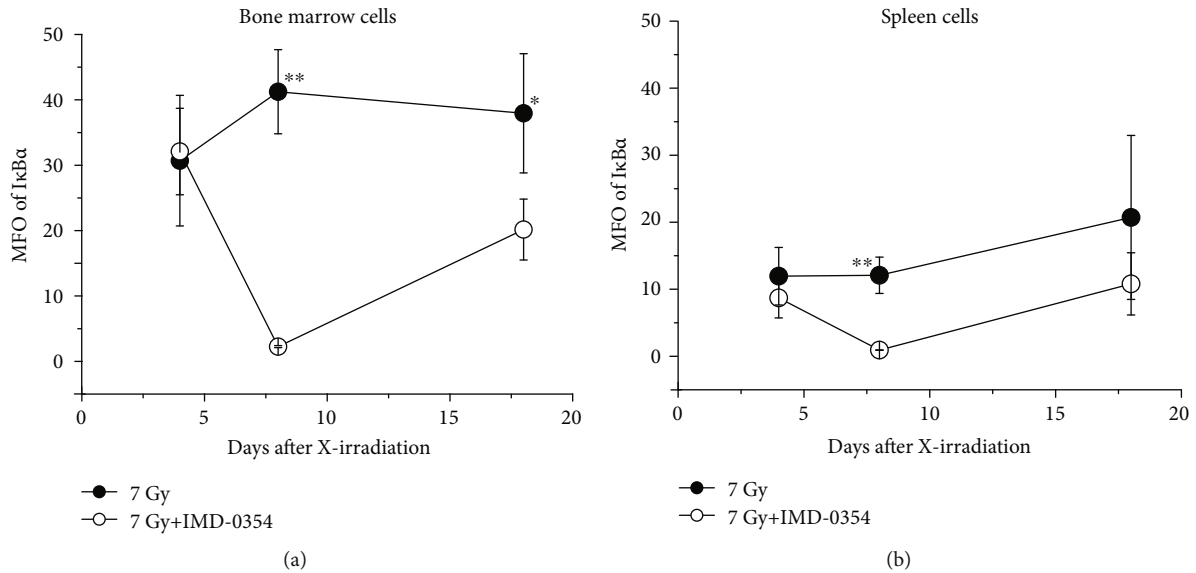 Bone marrow cells
50
40
30
20
10
0
MFO of IκBα
**
*
0
5
10
15
20
Days after X-irradiation
7 Gy
7 Gy+IMD-0354
(a)
Spleen cells
50
40
30
20
10
0
MFO of IκBα
**
0
5
10
15
20
Days after X-irradiation
7 Gy
7 Gy+IMD-0354
(b)